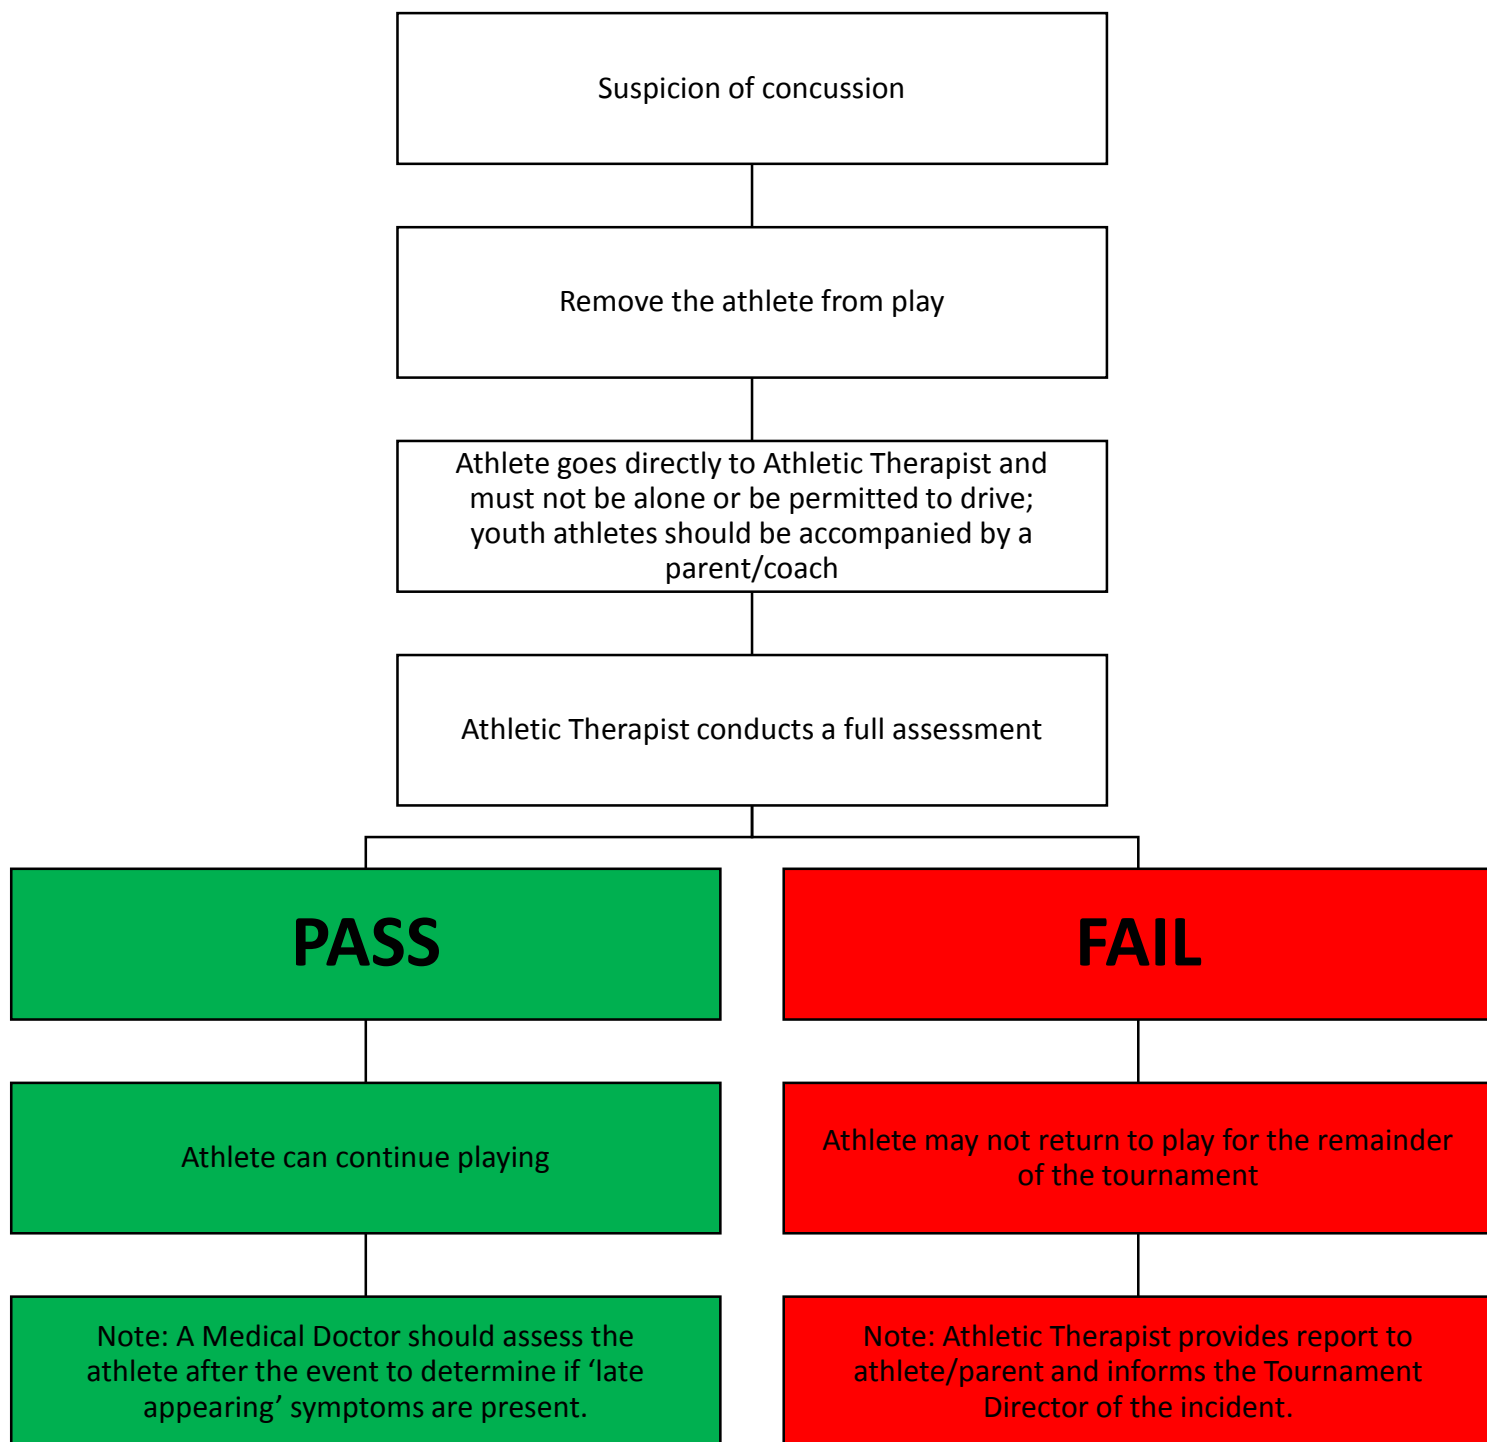 Suspicion of concussion
Remove the athlete from play
Athlete goes directly to Athletic Therapist and
must not be alone or be permitted to drive;
youth athletes should be accompanied by a
parent/coach
Athletic Therapist conducts a full assessment
PASS
FAIL
Athlete can continue playing
Athlete may not return to play for the remainder
of the tournament
Note: A Medical Doctor should assess the
athlete after the event to determine if ‘late
appearing’ symptoms are present.
Note: Athletic Therapist provides report to
athlete/parent and informs the Tournament
Director of the incident.